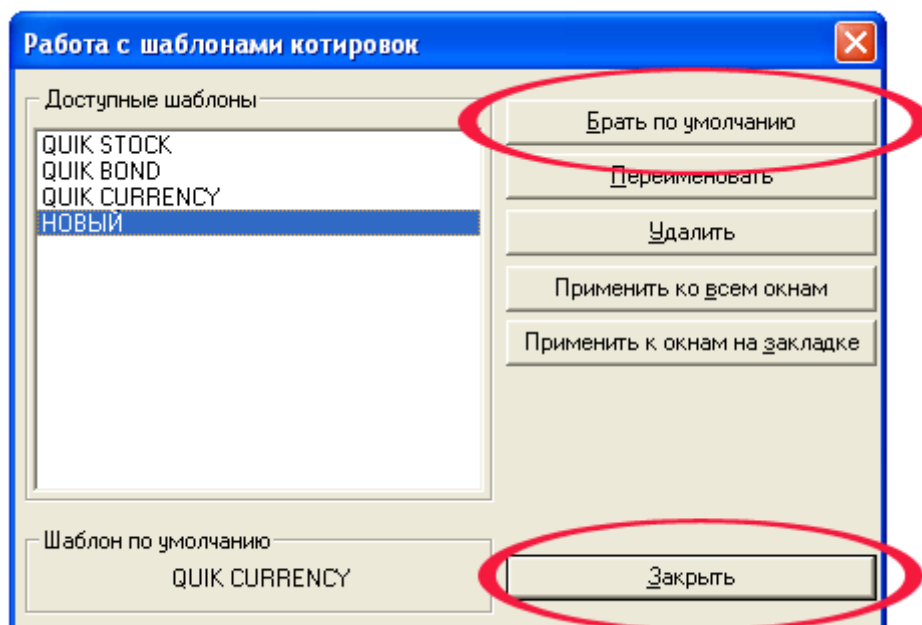 Работа с шаблонами котировок
Доступные шаблоны
QUIK STOCK
QUIK BOND
QUIK CURRENCY
НОВЫЙ
Брать по умолчанию
Переименовать
Удалить
Применить ко всем окнам
Применить к окнам на закладке
Шаблон по умолчанию
QUIK CURRENCY
Закрыть